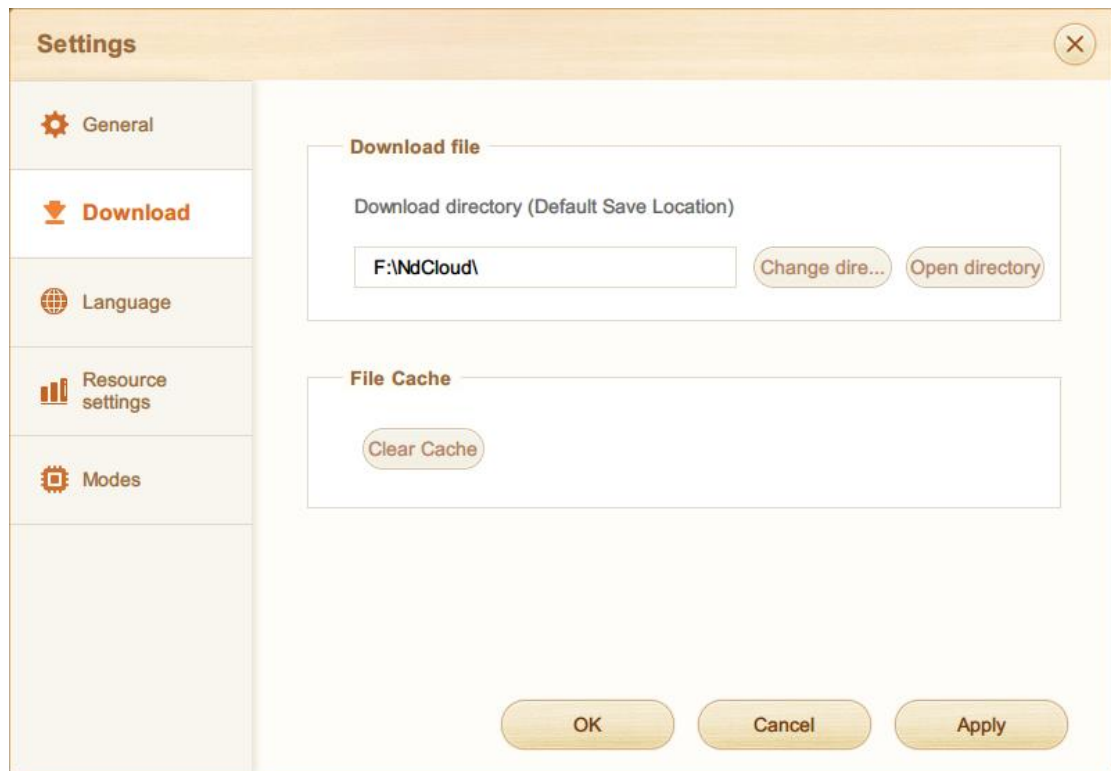 Settings
General
Download
Language
Resource
settings
Modes
Download file
Download directory (Default Save Location)
F:\NdCloud\
Change dire...
Open directory
File Cache
Clear Cache
OK
Cancel
Apply